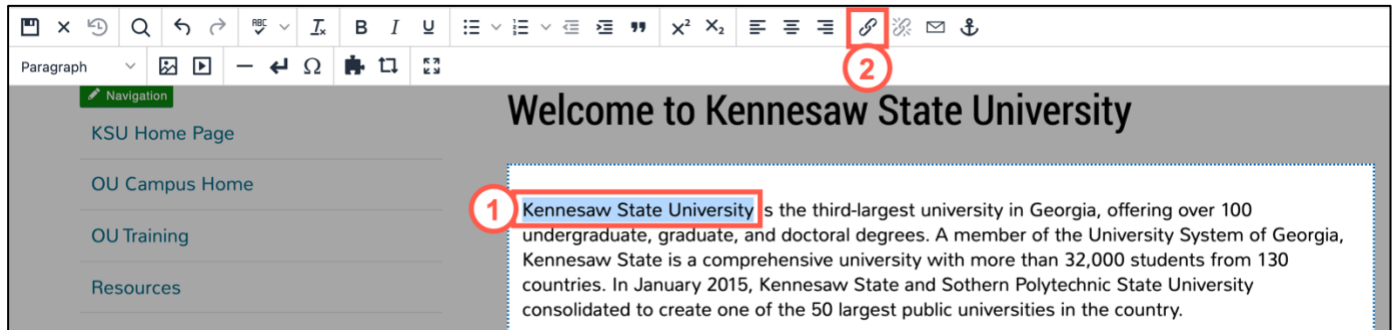 ABC
Tx B I U X² X₂
Paragraph Ω
2
Navigation
Welcome to Kennesaw State University
KSU Home Page
OU Campus Home
OU Training
Resources
1
Kennesaw State University is the third-largest university in Georgia, offering over 100
undergraduate, graduate, and doctoral degrees. A member of the University System of Georgia,
Kennesaw State is a comprehensive university with more than 32,000 students from 130
countries. In January 2015, Kennesaw State and Sothern Polytechnic State University
consolidated to create one of the 50 largest public universities in the country.